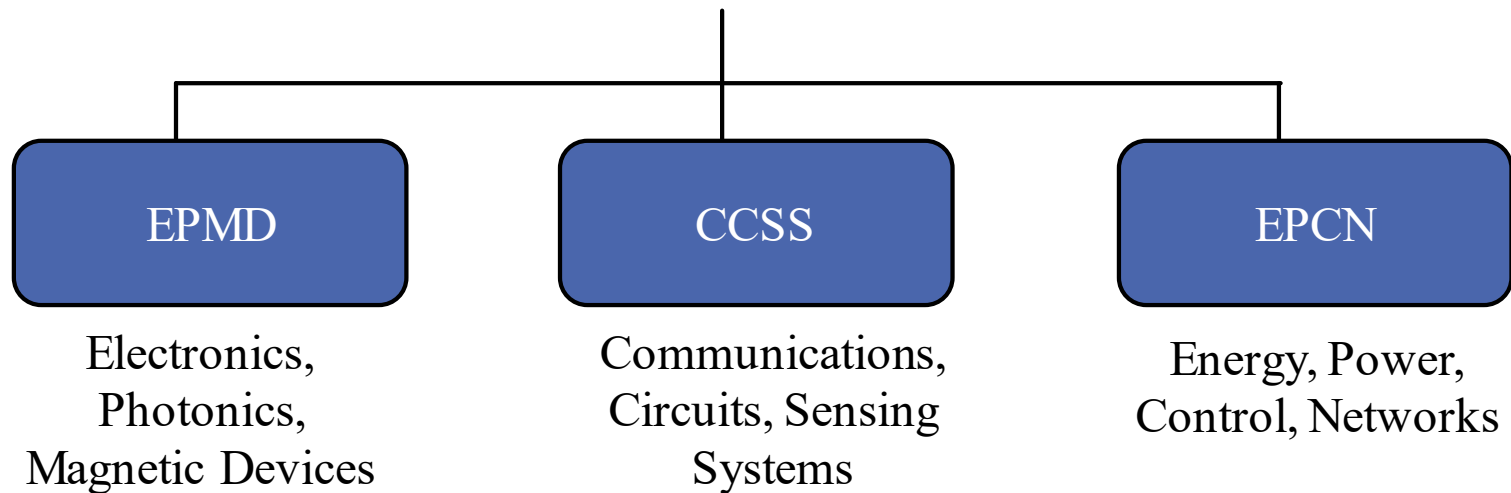 EPMD
CCSS
EPCN
Electronics,
Photonics,
Magnetic Devices
Communications,
Circuits, Sensing
Systems
Energy, Power,
Control, Networks